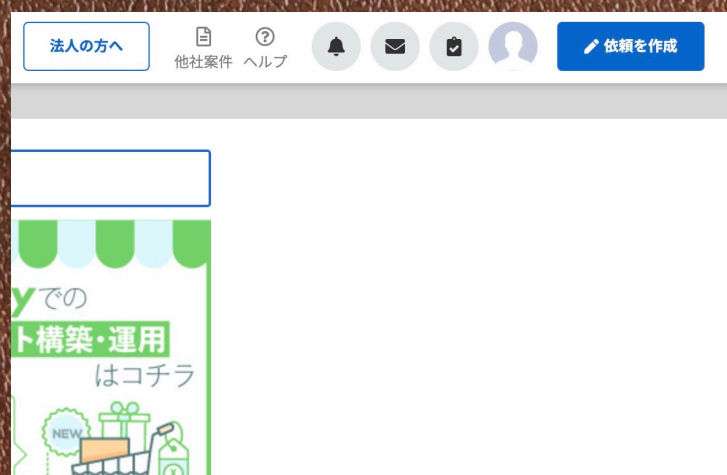 法人の方へ
他社案件
ヘルプ
依頼を作成
yでの
ト構築・運用
はコチラ
NEW